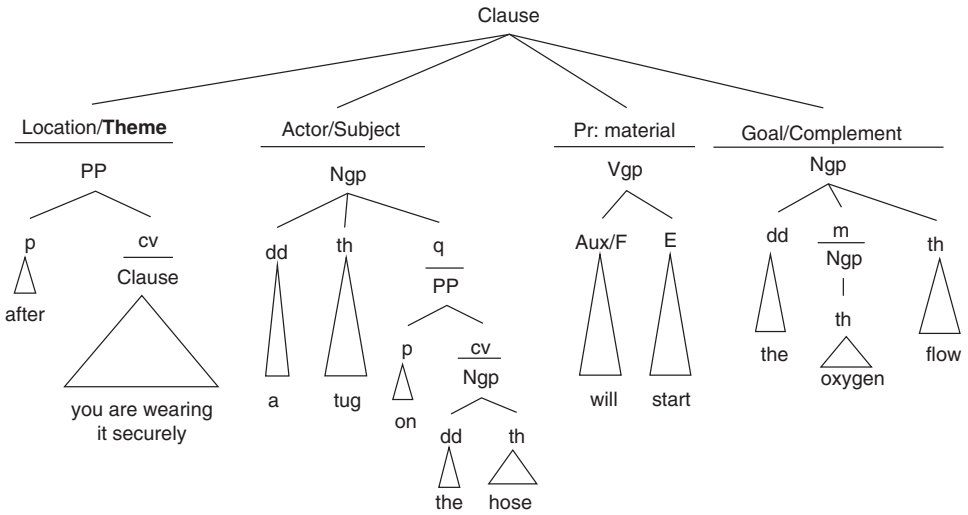 Clause
Location/Theme Actor/Subject Pr: material Goal/Complement
PP Ngp Vgp Ngp
p cv dd th q Aux/F E dd m th
Clause PP Ngp
after th
p cv
Ngp the oxygen flow
you are wearing a tug on will start
it securely
dd th
the hose